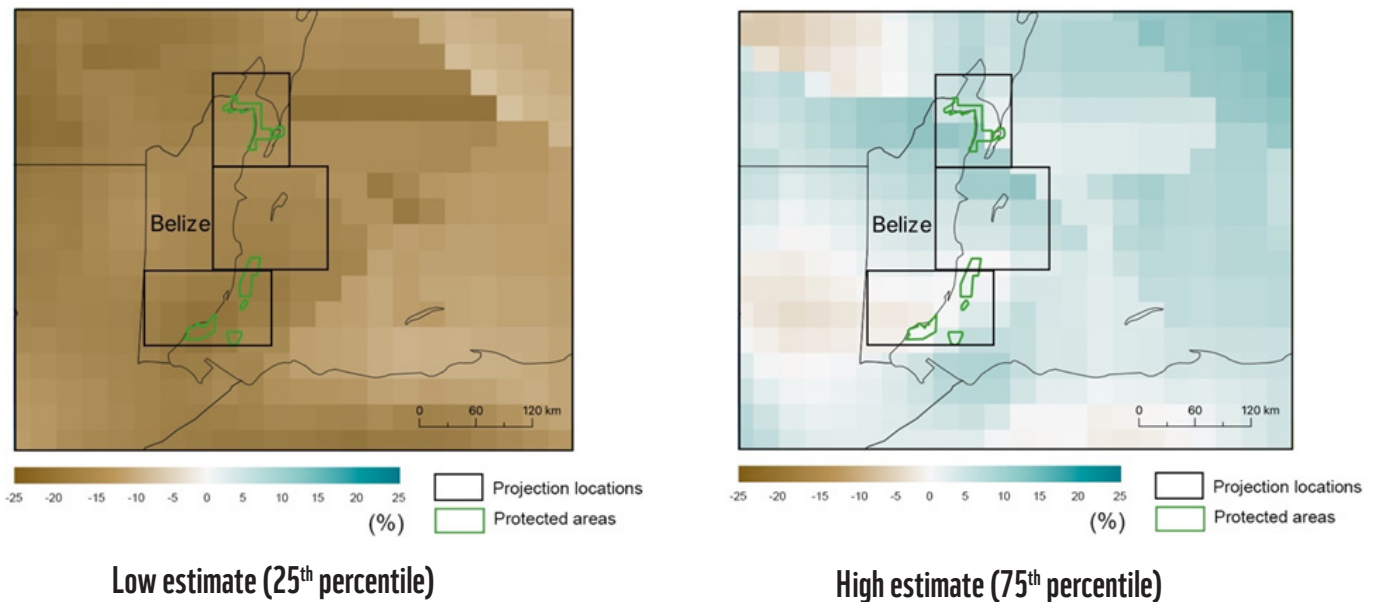 Belize
0 60 120 km
-25 -20 -15 -10 -5 0 5 10 15 20 25
(%)
Projection locations
Protected areas
Low estimate (25th percentile)
Belize
0 60 120 km
-25 -20 -15 -10 -5 0 5 10 15 20 25
(%)
Projection locations
Protected areas
High estimate (75th percentile)